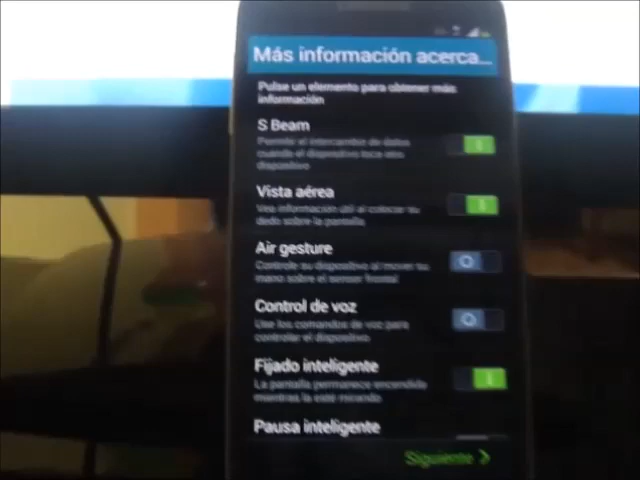 Más información acerca...
Pulse un elemento para obtener más
información
S Beam
Permite el intercambio de datos
cuando el dispositivo toca otro
dispositivo
Vista aérea
Vea información útil al colocar su
dedo sobre la pantalla
Air gesture
Controle su dispositivo al mover su
mano sobre el sensor frontal
Control de voz
Use los comandos de voz para
controlar el dispositivo
Fijado inteligente
La pantalla permanece encendida
mientras la esté mirando
Pausa inteligente
Siguiente